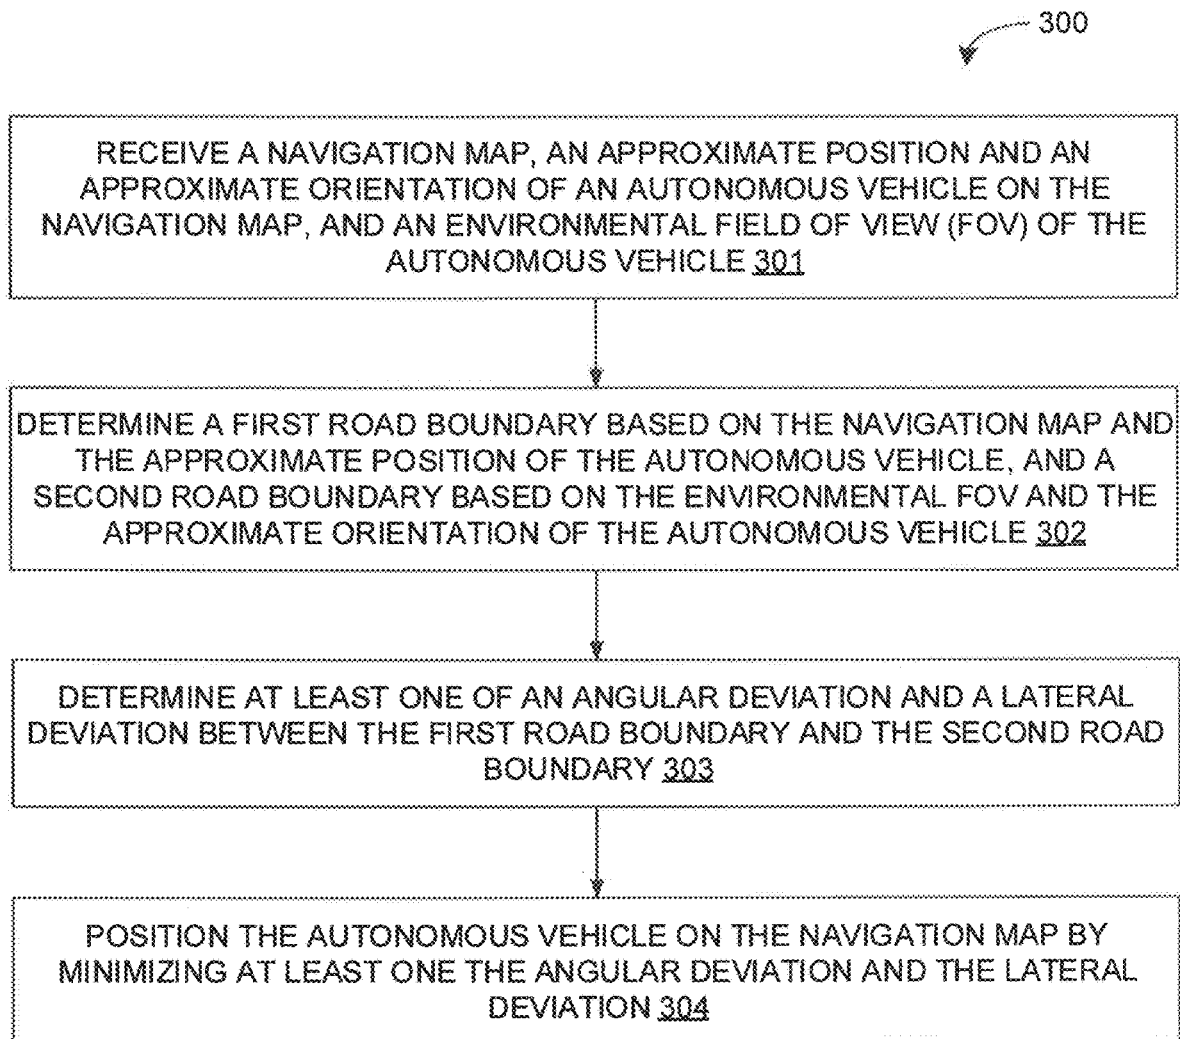 300
RECEIVE A NAVIGATION MAP, AN APPROXIMATE POSITION AND AN
APPROXIMATE ORIENTATION OF AN AUTONOMOUS VEHICLE ON THE
NAVIGATION MAP, AND AN ENVIRONMENTAL FIELD OF VIEW (FOV) OF THE
AUTONOMOUS VEHICLE 301
DETERMINE A FIRST ROAD BOUNDARY BASED ON THE NAVIGATION MAP AND
THE APPROXIMATE POSITION OF THE AUTONOMOUS VEHICLE, AND A
SECOND ROAD BOUNDARY BASED ON THE ENVIRONMENTAL FOV AND THE
APPROXIMATE ORIENTATION OF THE AUTONOMOUS VEHICLE 302
DETERMINE AT LEAST ONE OF AN ANGULAR DEVIATION AND A LATERAL
DEVIATION BETWEEN THE FIRST ROAD BOUNDARY AND THE SECOND ROAD
BOUNDARY 303
POSITION THE AUTONOMOUS VEHICLE ON THE NAVIGATION MAP BY
MINIMIZING AT LEAST ONE THE ANGULAR DEVIATION AND THE LATERAL
DEVIATION 304